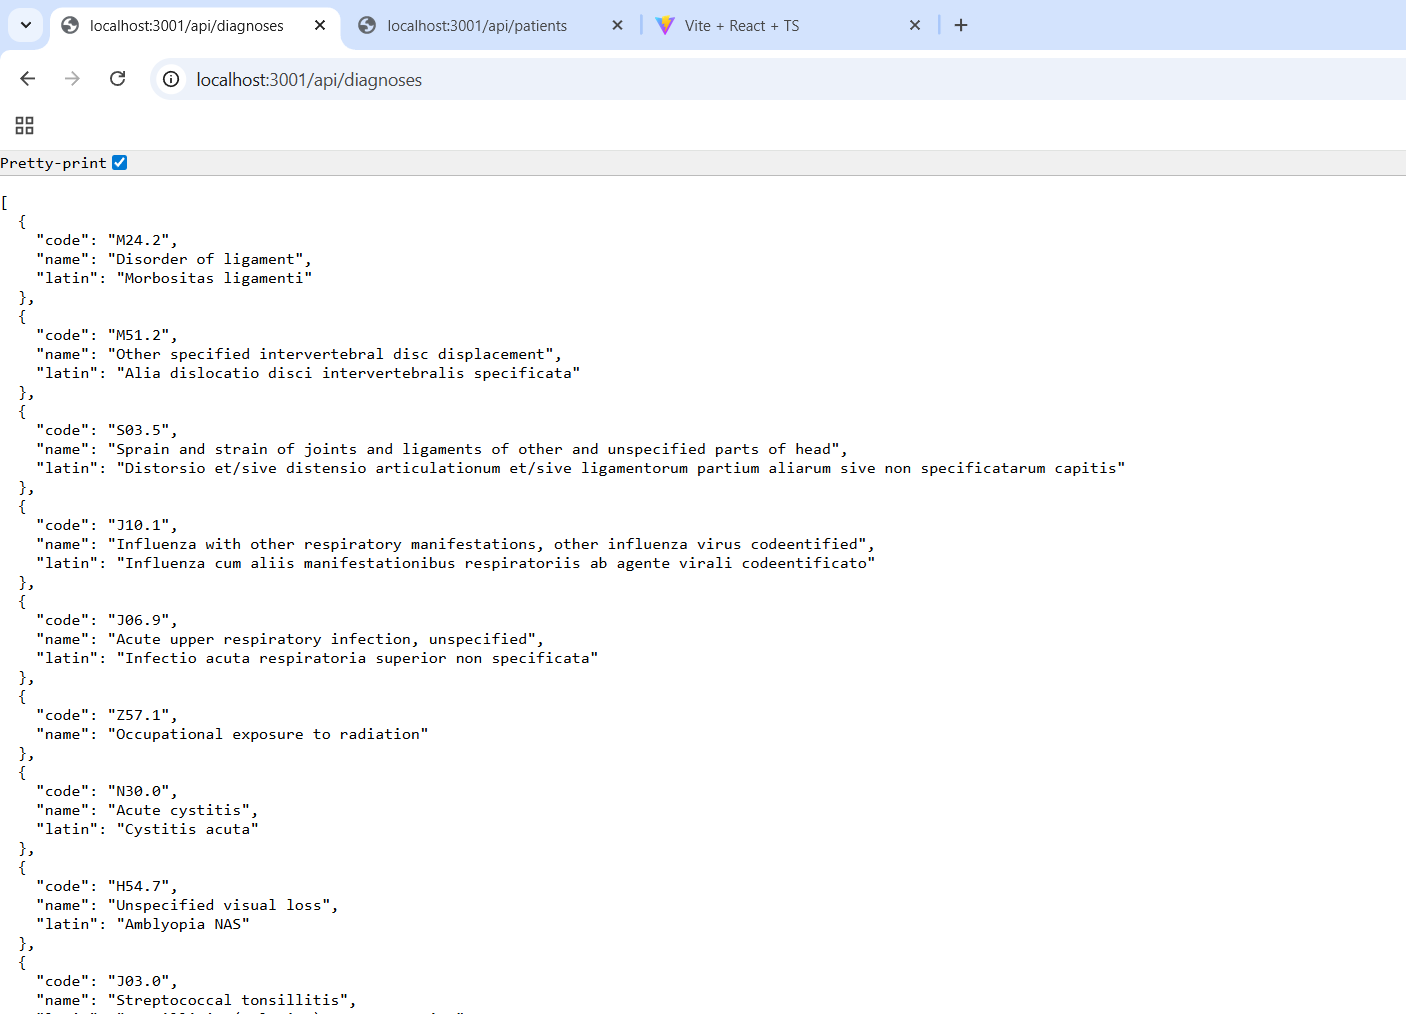 localhost:3001/api/diagnoses
localhost:3001/api/patients
Vite + React + TS
localhost:3001/api/diagnoses
Pretty-print
[
  {
    "code": "M24.2",
    "name": "Disorder of ligament",
    "latin": "Morbositas ligamenti"
  },
  {
    "code": "M51.2",
    "name": "Other specified intervertebral disc displacement",
    "latin": "Alia dislocatio disci intervertebralis specificata"
  },
  {
    "code": "S03.5",
    "name": "Sprain and strain of joints and ligaments of other and unspecified parts of head",
    "latin": "Distorsio et/sive distensio articulationum et/sive ligamentorum partium aliarum sive non specificatarum capitis"
  },
  {
    "code": "J10.1",
    "name": "Influenza with other respiratory manifestations, other influenza virus codeentified",
    "latin": "Influenza cum aliis manifestationibus respiratoriis ab agente virali codeentificato"
  },
  {
    "code": "J06.9",
    "name": "Acute upper respiratory infection, unspecified",
    "latin": "Infectio acuta respiratoria superior non specificata"
  },
  {
    "code": "Z57.1",
    "name": "Occupational exposure to radiation"
  },
  {
    "code": "N30.0",
    "name": "Acute cystitis",
    "latin": "Cystitis acuta"
  },
  {
    "code": "H54.7",
    "name": "Unspecified visual loss",
    "latin": "Amblyopia NAS"
  },
  {
    "code": "J03.0",
    "name": "Streptococcal tonsillitis",